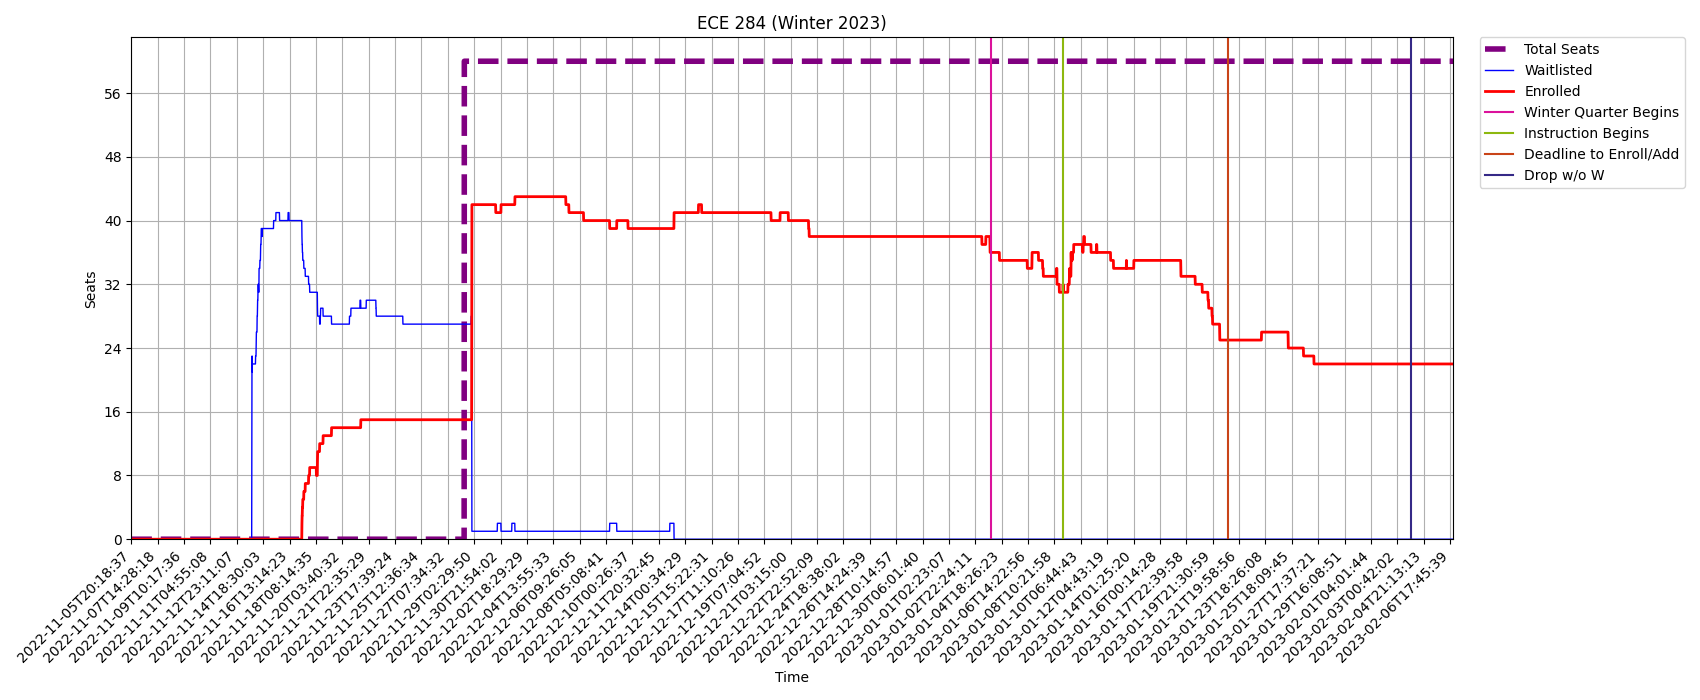 ECE 284 (Winter 2023)
Total Seats
Waitlisted
Enrolled
Winter Quarter Begins
Instruction Begins
Deadline to Enroll/Add
Drop w/o W
Seats
56
48
40
32
24
16
8
0
2022-11-05T20:18:37
2022-11-07T14:28:18
2022-11-09T10:17:36
2022-11-11T04:55:08
2022-11-12T23:11:07
2022-11-14T18:30:03
2022-11-16T13:14:23
2022-11-18T08:14:35
2022-11-20T03:40:32
2022-11-21T22:35:29
2022-11-23T17:39:24
2022-11-25T12:36:34
2022-11-27T07:34:32
2022-11-29T03:29:50
2022-11-30T21:54:02
2022-12-02T18:29:29
2022-12-04T13:55:33
2022-12-06T09:26:05
2022-12-08T05:08:41
2022-12-10T00:26:37
2022-12-11T20:32:45
2022-12-14T00:34:29
2022-12-15T15:22:31
2022-12-17T11:10:26
2022-12-19T07:04:52
2022-12-21T03:15:00
2022-12-22T22:52:09
2022-12-24T18:38:02
2022-12-26T14:24:39
2022-12-28T10:14:57
2022-12-30T06:01:40
2023-01-01T02:23:07
2023-01-02T22:24:11
2023-01-04T18:26:23
2023-01-06T14:22:56
2023-01-08T10:21:58
2023-01-10T06:44:43
2023-01-12T04:43:19
2023-01-14T01:25:20
2023-01-16T00:14:28
2023-01-17T22:39:58
2023-01-19T21:30:59
2023-01-21T19:58:56
2023-01-23T18:26:08
2023-01-25T18:09:45
2023-01-27T17:37:21
2023-01-29T16:08:51
2023-02-01T04:01:44
2023-02-03T00:42:02
2023-02-04T21:13:13
2023-02-06T17:45:39
Time